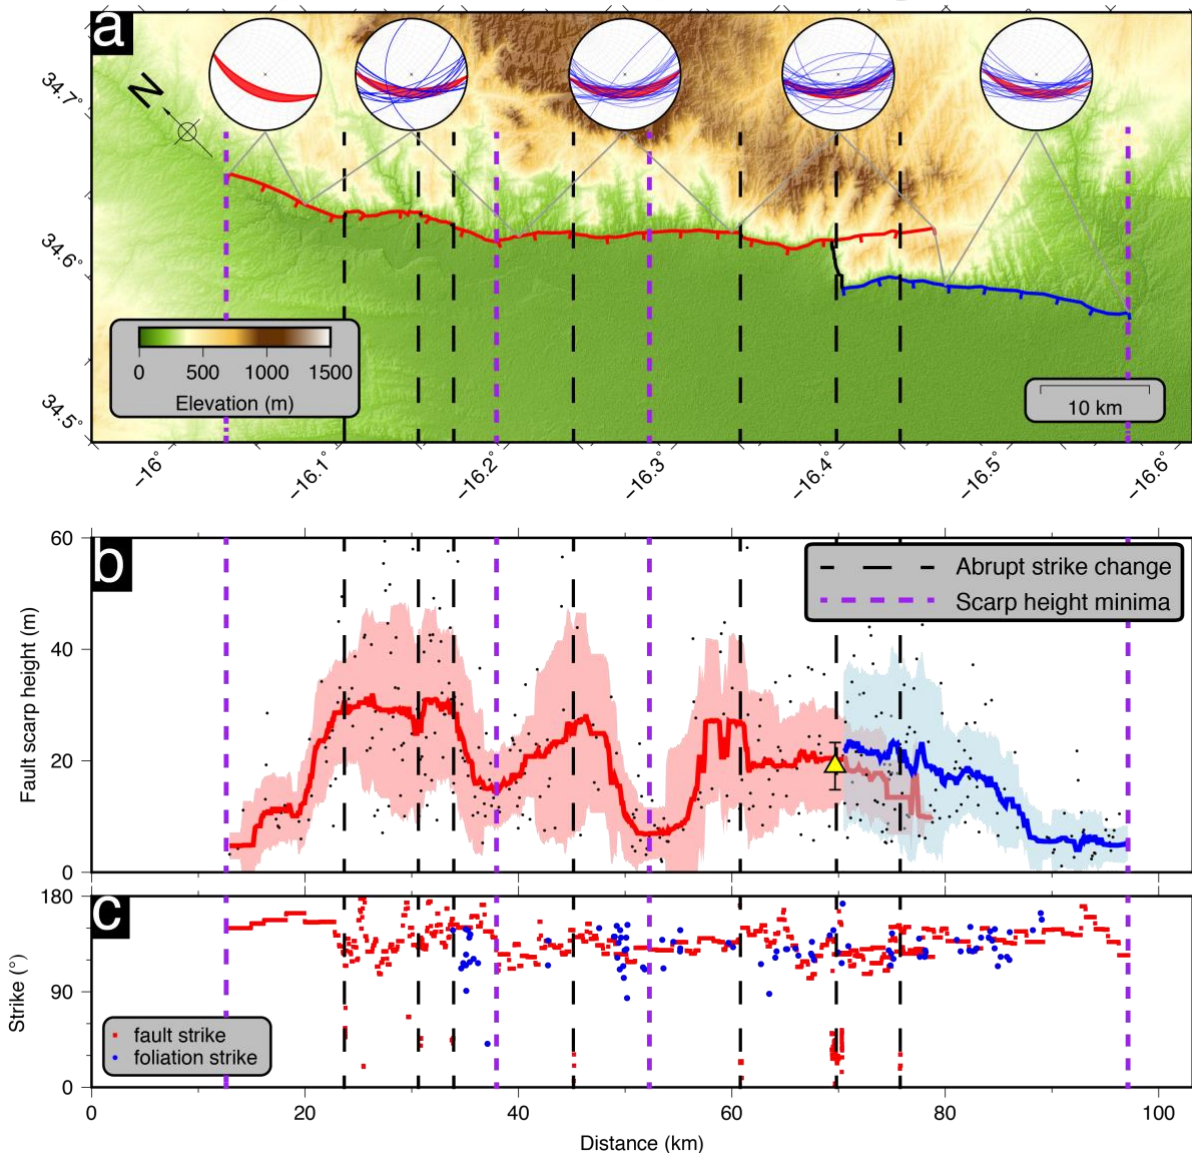 a
N
34.7°
34.6°
34.5°
0 500 1000 1500
Elevation (m)
10 km
−16° −16.1° −16.2° −16.3° −16.4° −16.5° −16.6°
b
60
40
20
0
Fault scarp height (m)
Abrupt strike change
Scarp height minima
c
180
90
0
Strike (°)
fault strike
foliation strike
0 20 40 60 80 100
Distance (km)